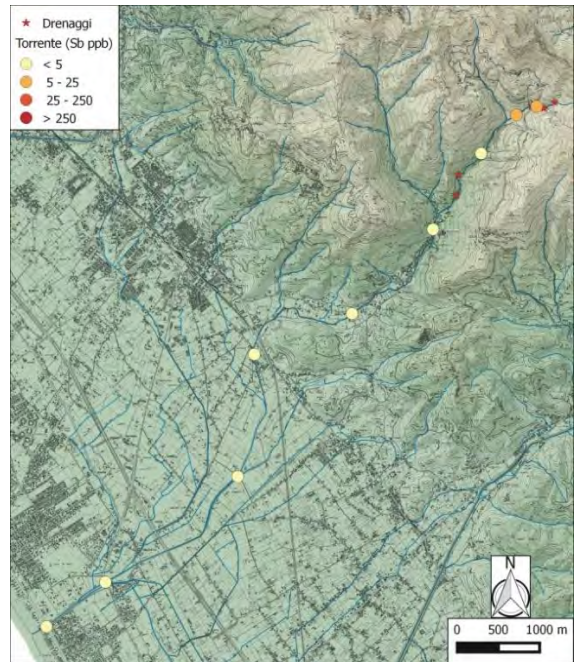 Drenaggi
Torrente (Sb ppb)
< 5
5 - 25
25 - 250
> 250
N
0 500 1000 m